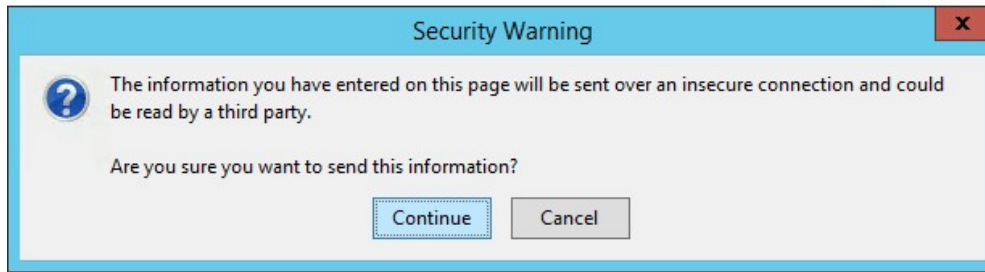 Security Warning
x
The information you have entered on this page will be sent over an insecure connection and could
be read by a third party.
Are you sure you want to send this information?
Continue Cancel